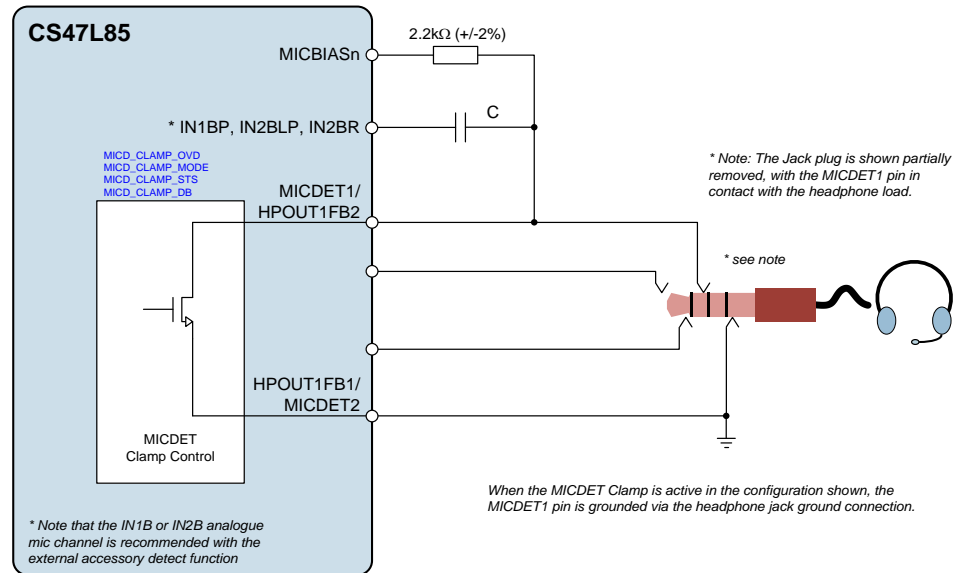 CS47L85
2.2kΩ (+/-2%)
MICBIASn
C
* IN1BP, IN2BLP, IN2BR
MICD_CLAMP_OVD
MICD_CLAMP_MODE
MICD_CLAMP_STS
MICD_CLAMP_DB
* Note: The Jack plug is shown partially
removed, with the MICDET1 pin in
contact with the headphone load.
MICDET1/
HPOUT1FB2
* see note
HPOUT1FB1/
MICDET2
MICDET
Clamp Control
When the MICDET Clamp is active in the configuration shown, the
MICDET1 pin is grounded via the headphone jack ground connection.
* Note that the IN1B or IN2B analogue
mic channel is recommended with the
external accessory detect function